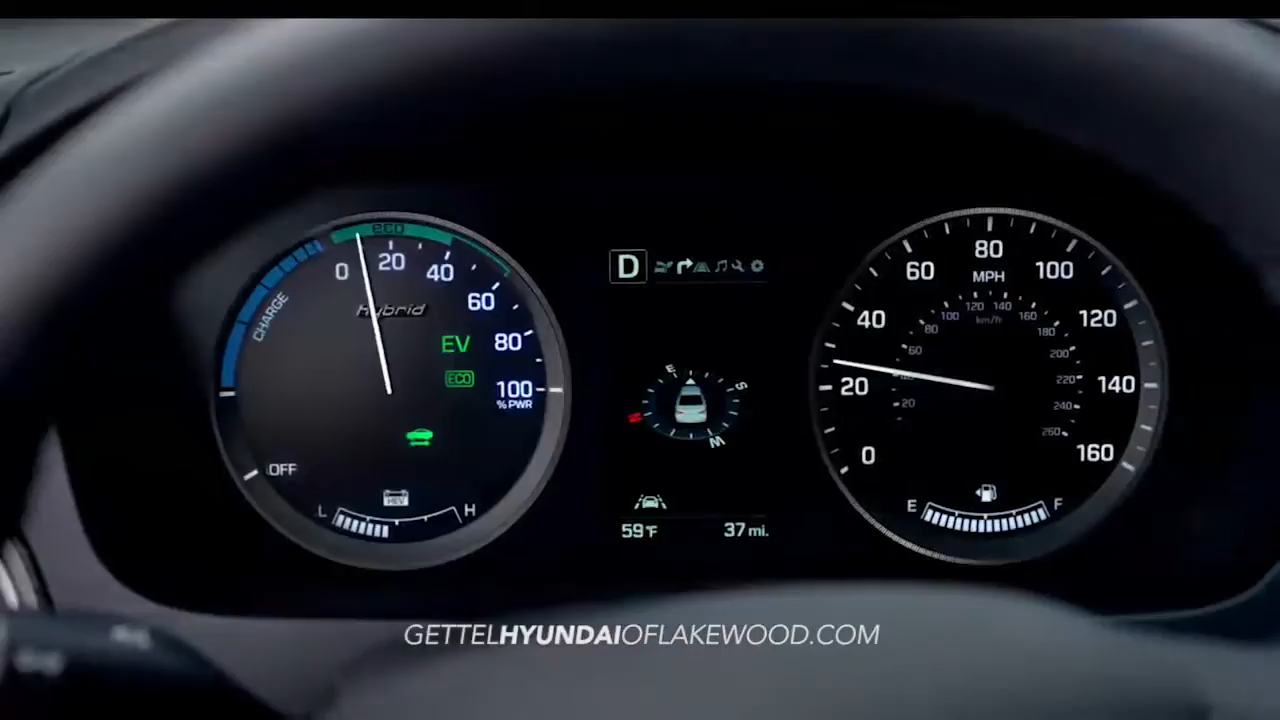 eco
0 20 40 60 80 100
% PWR
CHARGE
hybrid
EV
ECO
OFF
HEV
L H
D
E S W N
59°F 37 mi.
0 20 40 60 80 100 120 140 160
MPH
20 60 80 100 120 140 160 180 200 220 240 260
km/h
E F
GETTELHYUNDAIOFLAKEWOOD.COM